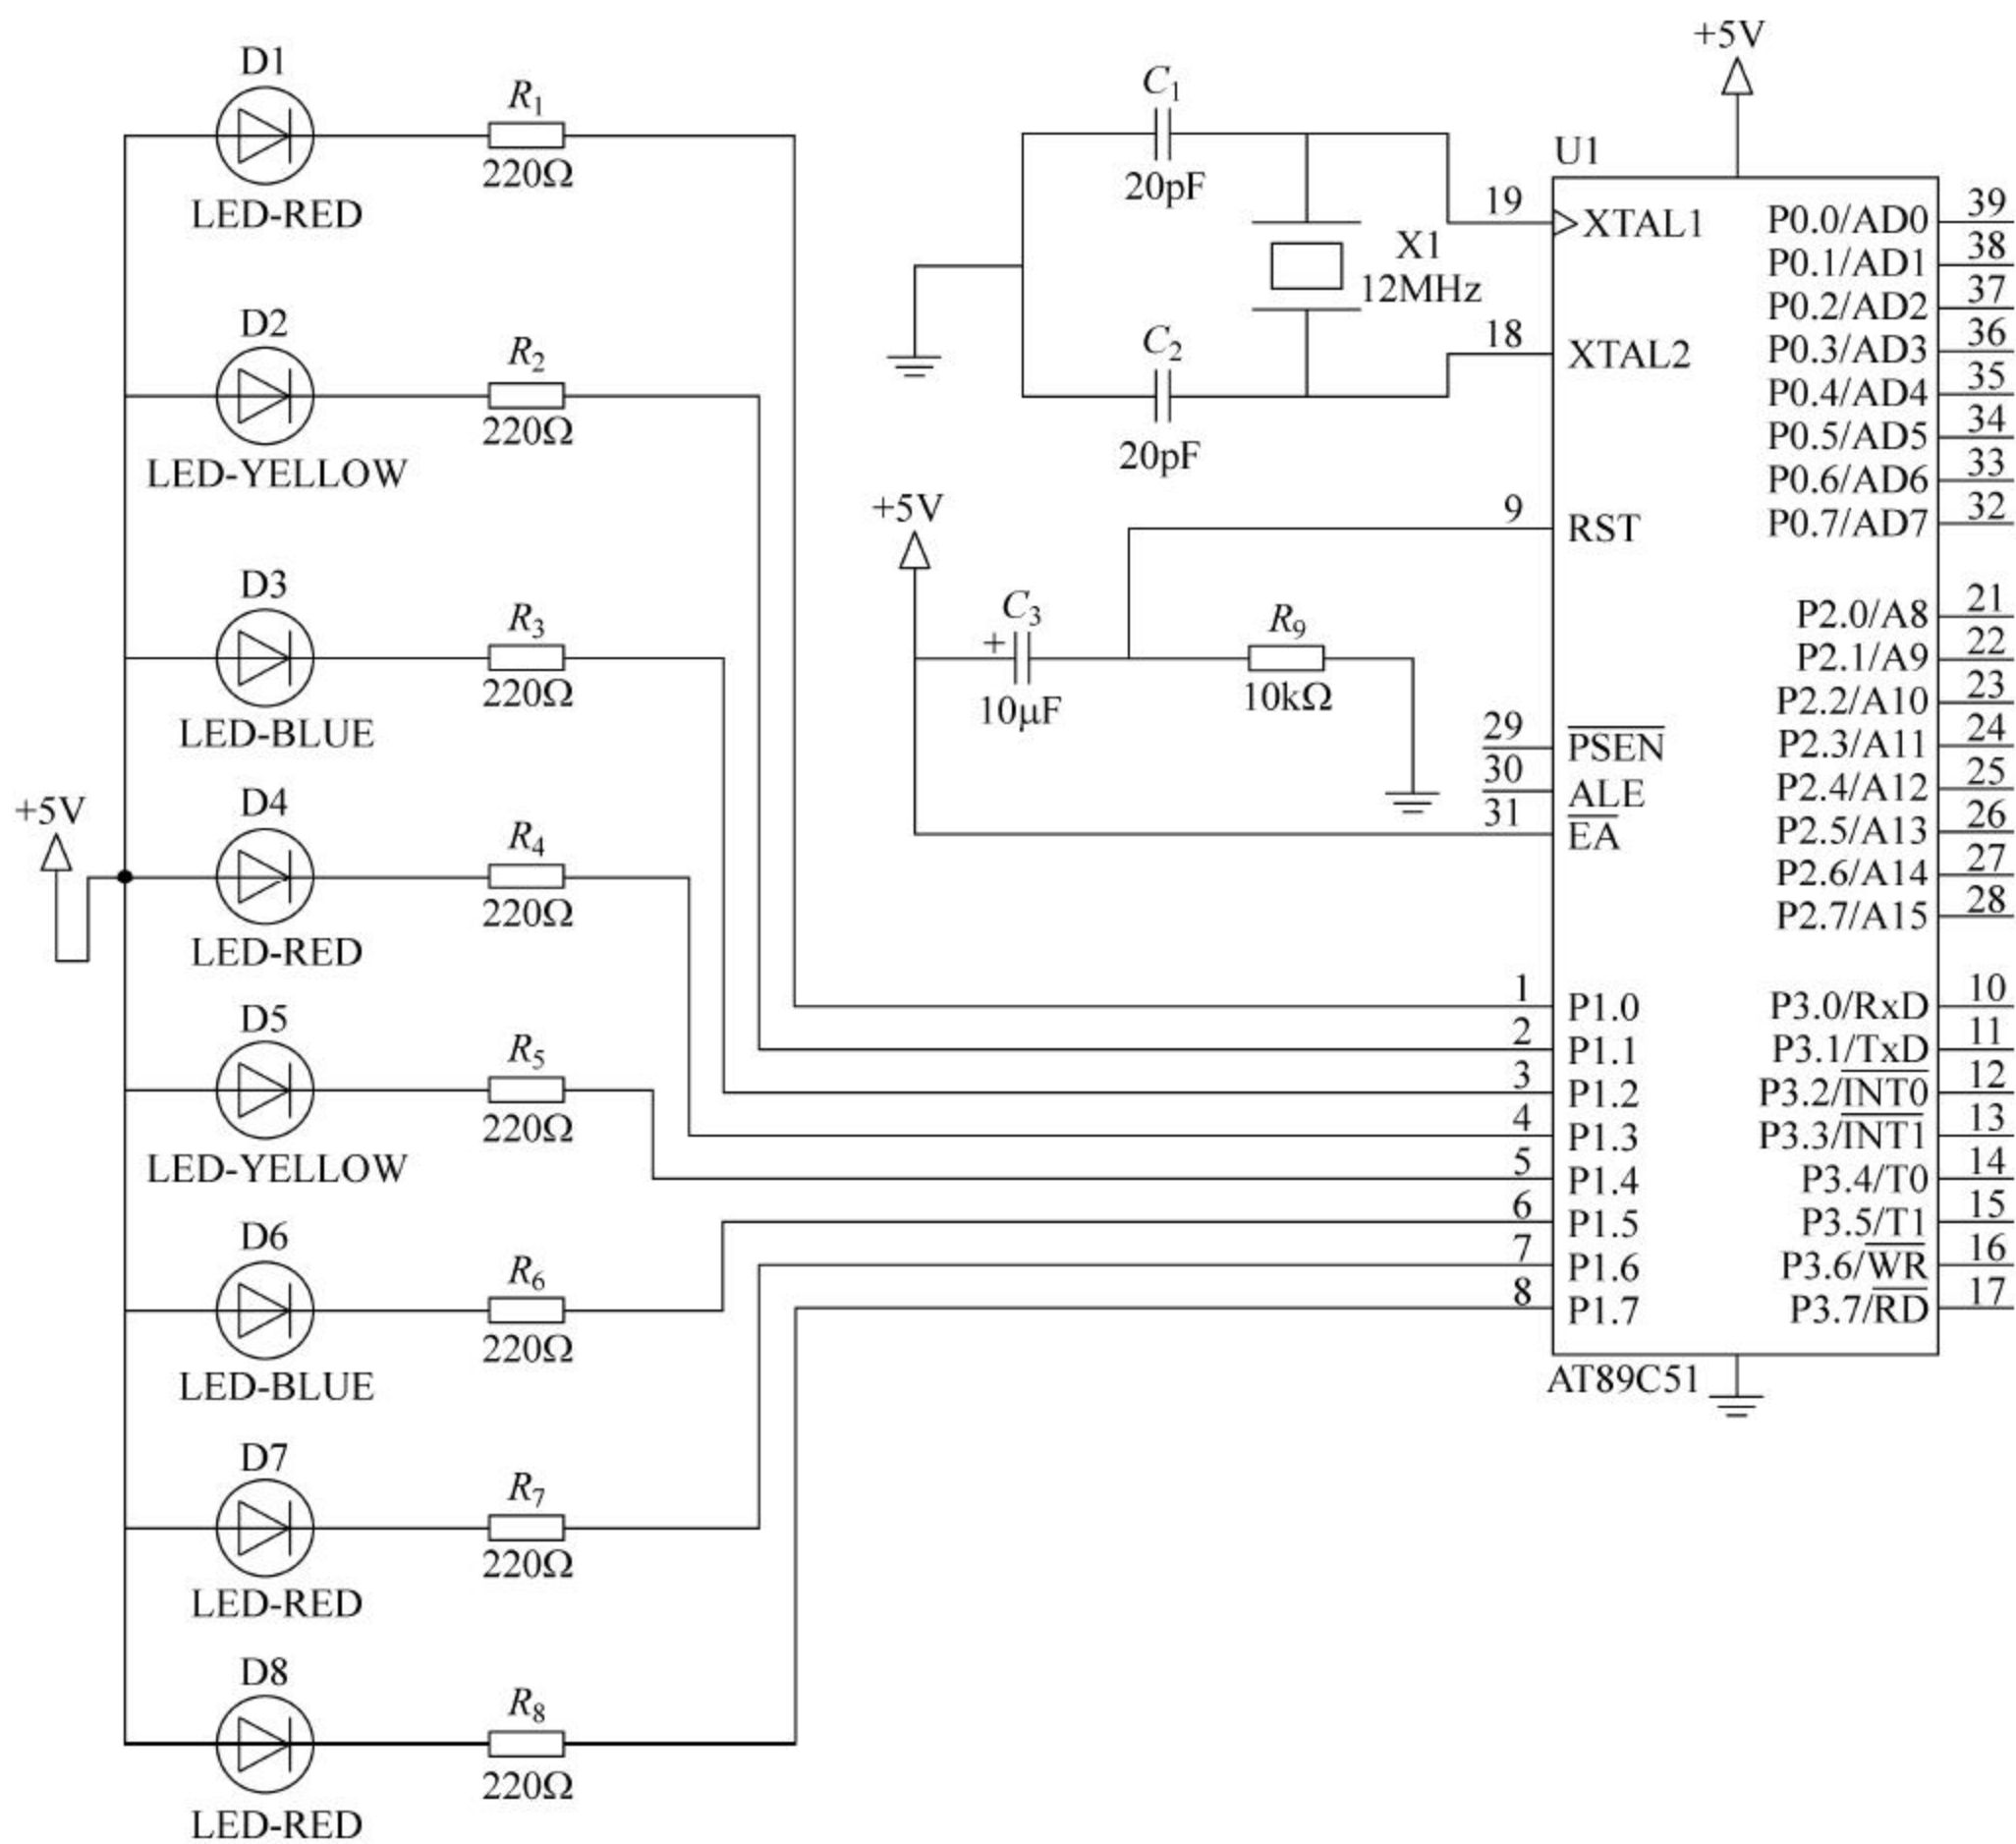 D1
R1
220Ω
LED-RED
D2
R2
220Ω
LED-YELLOW
D3
R3
220Ω
LED-BLUE
+5V
D4
R4
220Ω
LED-RED
D5
R5
220Ω
LED-YELLOW
D6
R6
220Ω
LED-BLUE
D7
R7
220Ω
LED-RED
D8
R8
220Ω
LED-RED
C1
20pF
X1
12MHz
C2
20pF
+5V
C3
+
10μF
R9
10kΩ
+5V
U1
19 XTAL1
18 XTAL2
9 RST
29 PSEN
30 ALE
31 EA
1 P1.0
2 P1.1
3 P1.2
4 P1.3
5 P1.4
6 P1.5
7 P1.6
8 P1.7
P0.0/AD0 39
P0.1/AD1 38
P0.2/AD2 37
P0.3/AD3 36
P0.4/AD4 35
P0.5/AD5 34
P0.6/AD6 33
P0.7/AD7 32
P2.0/A8 21
P2.1/A9 22
P2.2/A10 23
P2.3/A11 24
P2.4/A12 25
P2.5/A13 26
P2.6/A14 27
P2.7/A15 28
P3.0/RxD 10
P3.1/TxD 11
P3.2/INT0 12
P3.3/INT1 13
P3.4/T0 14
P3.5/T1 15
P3.6/WR 16
P3.7/RD 17
AT89C51